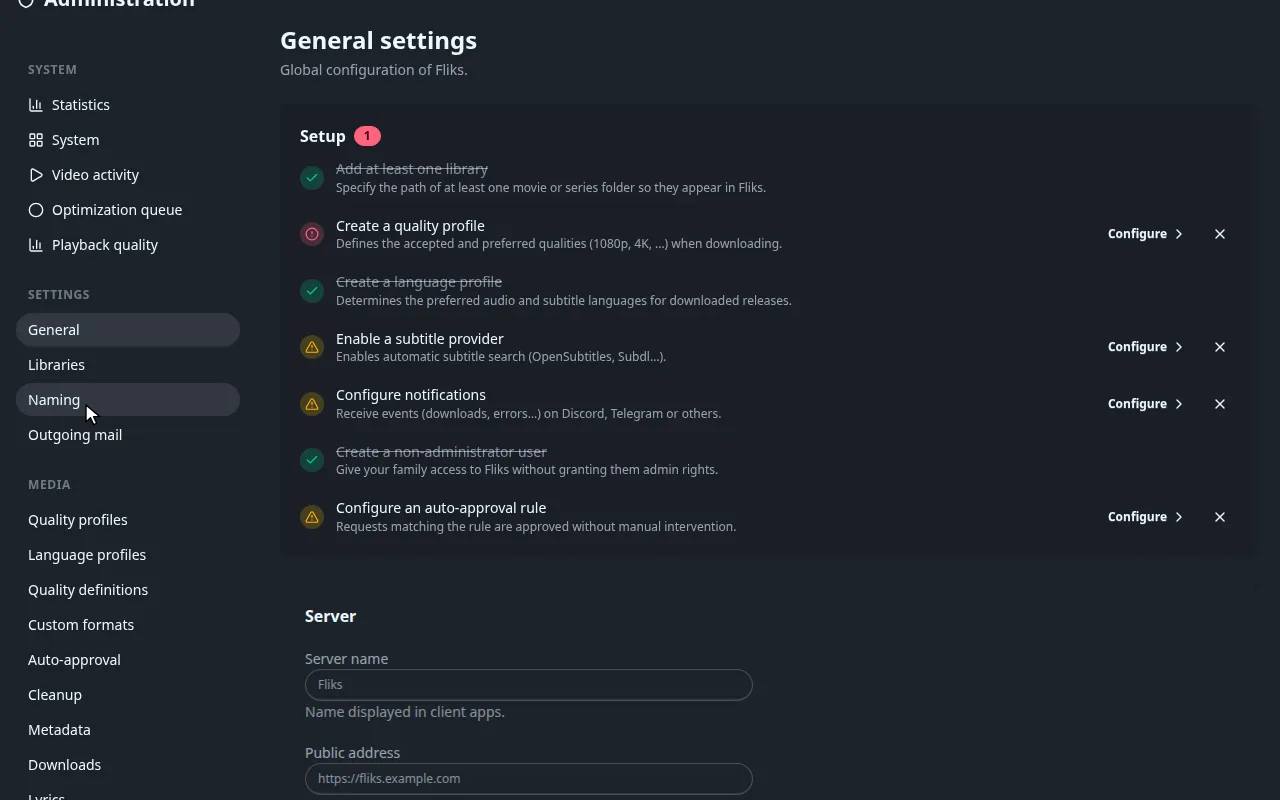 Administration
SYSTEM
Statistics
System
Video activity
Optimization queue
Playback quality
SETTINGS
General
Libraries
Naming
Outgoing mail
MEDIA
Quality profiles
Language profiles
Quality definitions
Custom formats
Auto-approval
Cleanup
Metadata
Downloads
Lyrics
General settings
Global configuration of Fliks.
Setup 1
Add at least one library
Specify the path of at least one movie or series folder so they appear in Fliks.
Create a quality profile
Defines the accepted and preferred qualities (1080p, 4K, ...) when downloading.
Configure
Create a language profile
Determines the preferred audio and subtitle languages for downloaded releases.
Enable a subtitle provider
Enables automatic subtitle search (OpenSubtitles, Subdl...).
Configure
Configure notifications
Receive events (downloads, errors...) on Discord, Telegram or others.
Configure
Create a non-administrator user
Give your family access to Fliks without granting them admin rights.
Configure an auto-approval rule
Requests matching the rule are approved without manual intervention.
Configure
Server
Server name
Fliks
Name displayed in client apps.
Public address
https://fliks.example.com